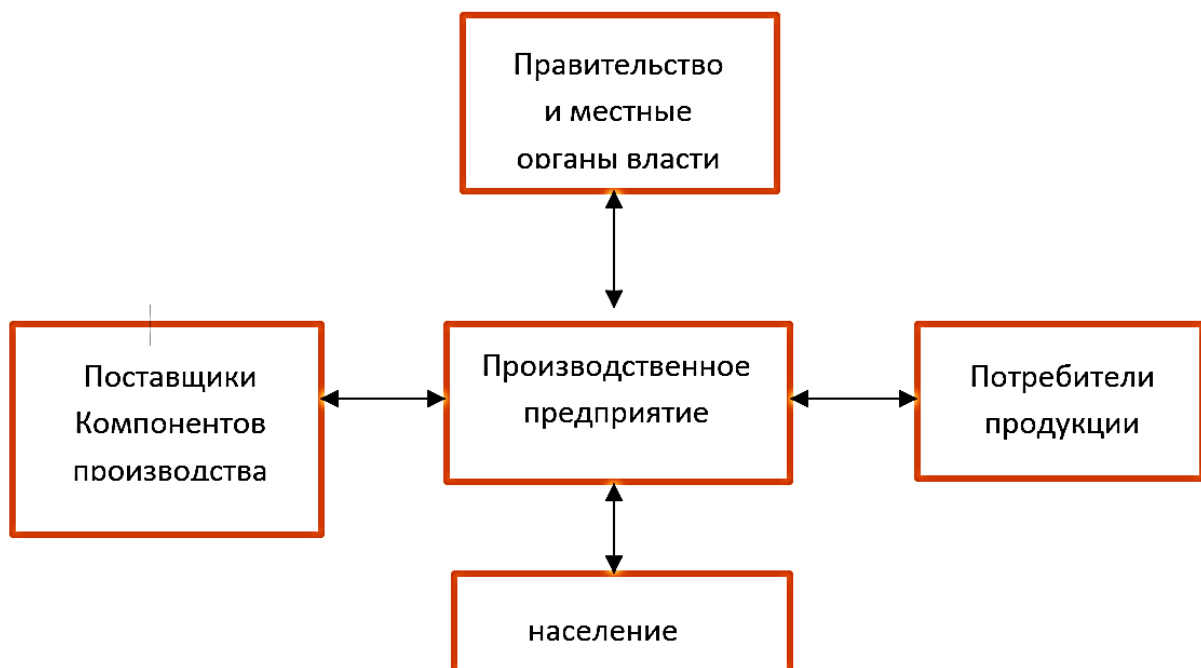 Правительство
и местные
органы власти
Поставщики
Компонентов
производства
Производственное
предприятие
Потребители
продукции
население